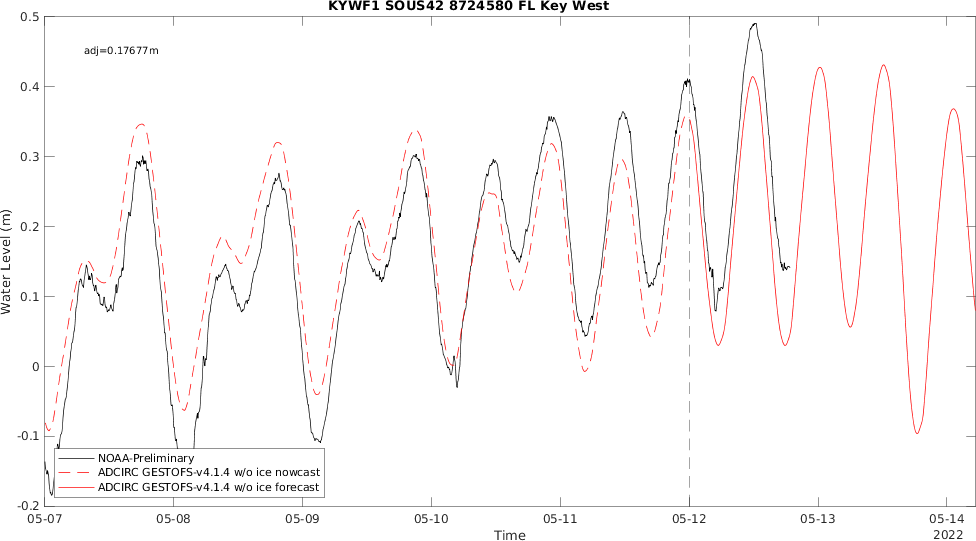 KYWF1 SOUS42 8724580 FL Key West
adj=0.17677m
0.5
0.4
0.3
0.2
0.1
0
-0.1
-0.2
Water Level (m)
NOAA-Preliminary
ADCIRC GESTOFS-v4.1.4 w/o ice nowcast
ADCIRC GESTOFS-v4.1.4 w/o ice forecast
05-07 05-08 05-09 05-10 05-11 05-12 05-13 05-14
Time
2022